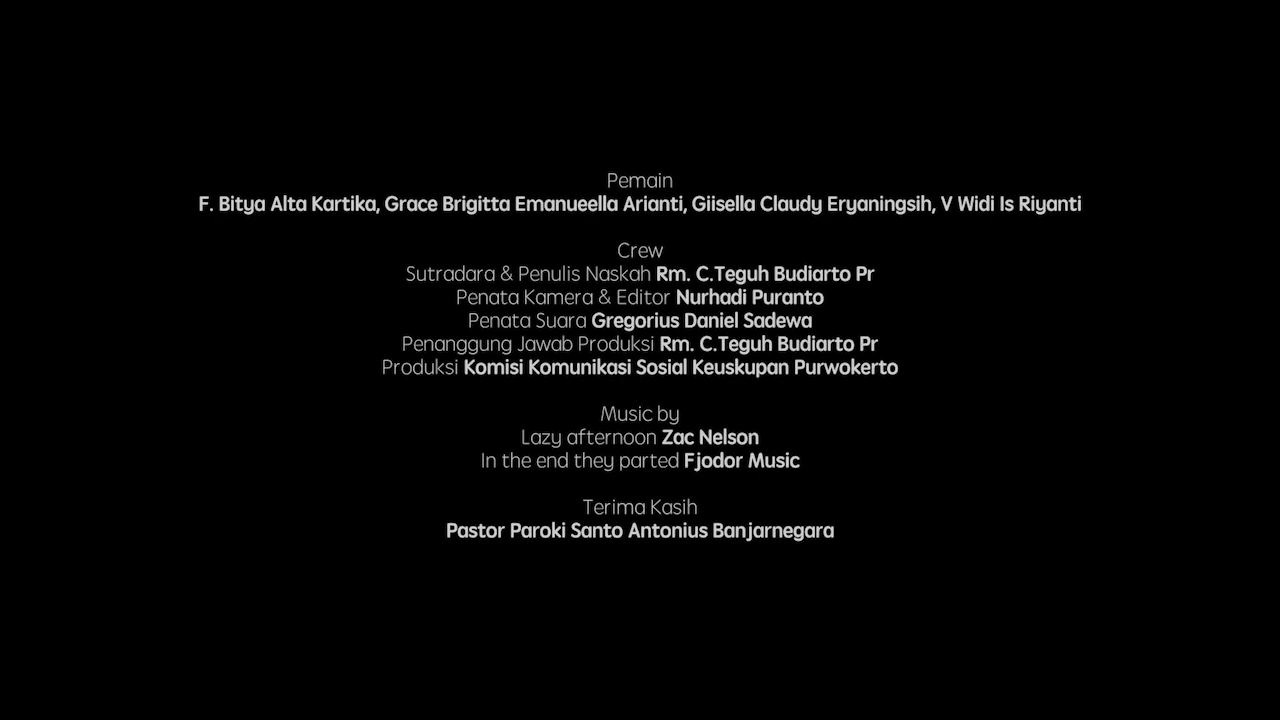 Pemain
F. Bitya Alta Kartika, Grace Brigitta Emanueella Arianti, Giisella Claudy Eryaningsih, V Widi Is Riyanti
Crew
Sutradara & Penulis Naskah Rm. C.Teguh Budiarto Pr
Penata Kamera & Editor Nurhadi Puranto
Penata Suara Gregorius Daniel Sadewa
Penanggung Jawab Produksi Rm. C.Teguh Budiarto Pr
Produksi Komisi Komunikasi Sosial Keuskupan Purwokerto
Music by
Lazy afternoon Zac Nelson
In the end they parted Fjodor Music
Terima Kasih
Pastor Paroki Santo Antonius Banjarnegara